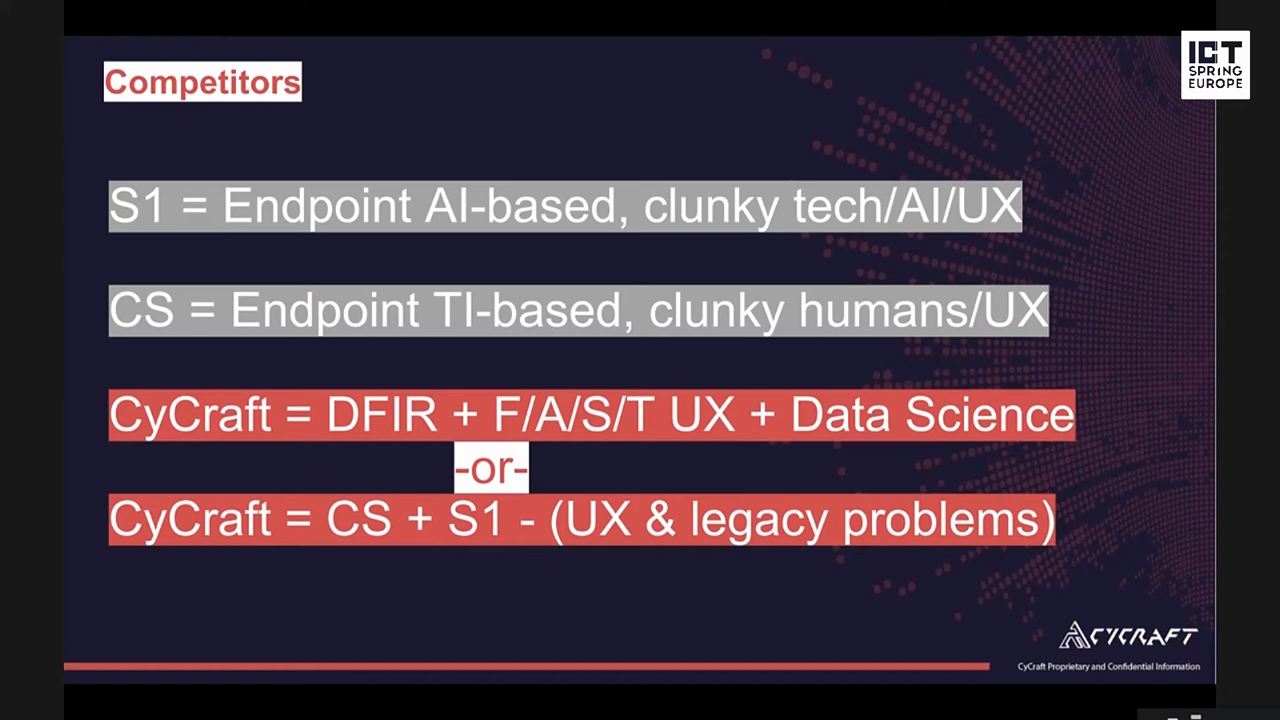 Competitors
ICT
SPRING
EUROPE
S1 = Endpoint AI-based, clunky tech/AI/UX
CS = Endpoint TI-based, clunky humans/UX
CyCraft = DFIR + F/A/S/T UX + Data Science
-or-
CyCraft = CS + S1 - (UX & legacy problems)
CYCRAFT
CyCraft Proprietary and Confidential Information